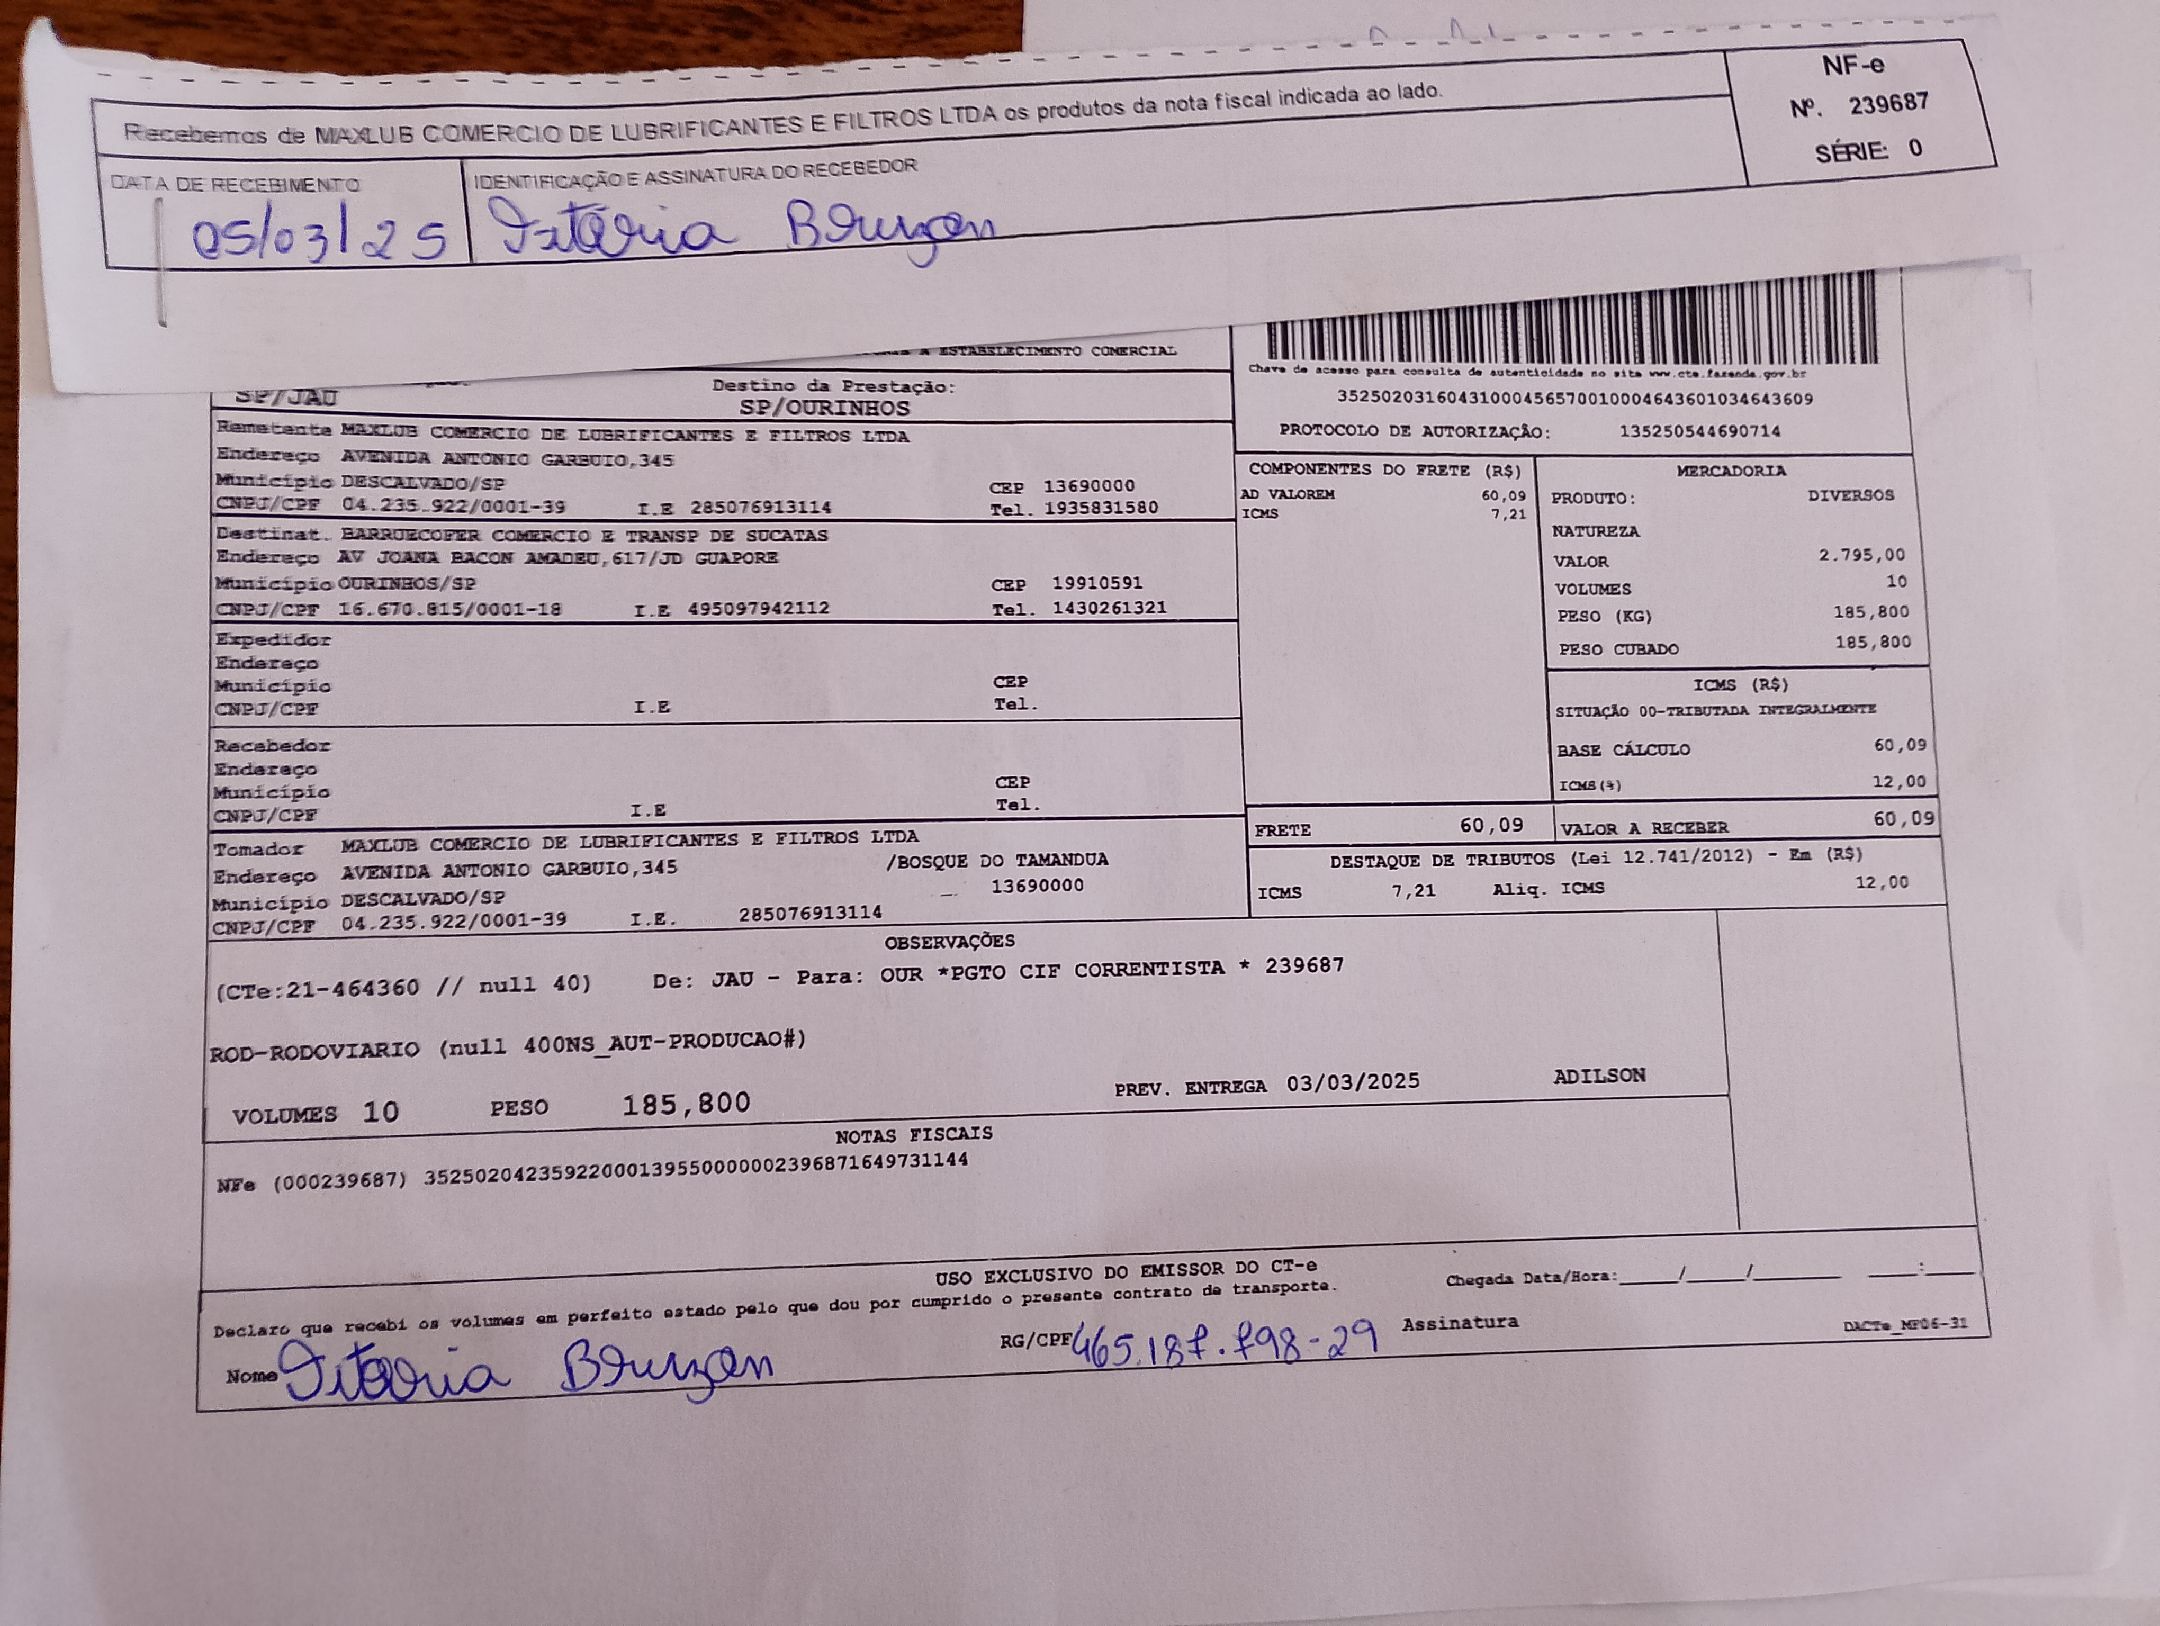 Recebemos de MAXLUB COMERCIO DE LUBRIFICANTES E FILTROS LTDA os produtos da nota fiscal indicada ao lado.
NF-e
Nº. 239687
SÉRIE: 0
DATA DE RECEBIMENTO
05/03/25
IDENTIFICAÇÃO E ASSINATURA DO RECEBEDOR
Bruzon
A ESTABELECIMENTO COMERCIAL
Chave de acesso para consulta de autenticidade no site www.cte.fazenda.gov.br
35250203160431000456570010004643601034643609
PROTOCOLO DE AUTORIZAÇÃO: 135250544690714
SP/JAU
Destino da Prestação:
SP/OURINHOS
Remetente MAXLUB COMERCIO DE LUBRIFICANTES E FILTROS LTDA
Endereço AVENIDA ANTONIO GARBUIO,345
Município DESCALVADO/SP CEP 13690000
CNPJ/CPF 04.235.922/0001-39 I.E 285076913114 Tel. 1935831580
Destinat. BARRUECOFER COMERCIO E TRANSP DE SUCATAS
Endereço AV JOANA BACON AMADEU,617/JD GUAPORE
Município OURINHOS/SP CEP 19910591
CNPJ/CPF 16.670.815/0001-18 I.E 495097942112 Tel. 1430261321
Expedidor
Endereço
Município CEP
CNPJ/CPF I.E Tel.
Recebedor
Endereço
Município CEP
CNPJ/CPF I.E Tel.
Tomador MAXLUB COMERCIO DE LUBRIFICANTES E FILTROS LTDA
Endereço AVENIDA ANTONIO GARBUIO,345 /BOSQUE DO TAMANDUA
Município DESCALVADO/SP 13690000
CNPJ/CPF 04.235.922/0001-39 I.E. 285076913114
COMPONENTES DO FRETE (R$)
AD VALOREM 60,09
ICMS 7,21
MERCADORIA
PRODUTO: DIVERSOS
NATUREZA
VALOR 2.795,00
VOLUMES 10
PESO (KG) 185,800
PESO CUBADO 185,800
ICMS (R$)
SITUAÇÃO 00-TRIBUTADA INTEGRALMENTE
BASE CÁLCULO 60,09
ICMS(%) 12,00
FRETE 60,09 VALOR A RECEBER 60,09
DESTAQUE DE TRIBUTOS (Lei 12.741/2012) - Em (R$)
ICMS 7,21 Aliq. ICMS 12,00
OBSERVAÇÕES
(CTe:21-464360 // null 40) De: JAU - Para: OUR *PGTO CIF CORRENTISTA * 239687
ROD-RODOVIARIO (null 400NS_AUT-PRODUCAO#)
VOLUMES 10 PESO 185,800 PREV. ENTREGA 03/03/2025 ADILSON
NOTAS FISCAIS
NFe (000239687) 35250204235922000139550000002396871649731144
USO EXCLUSIVO DO EMISSOR DO CT-e
Declaro que recebi os volumes em perfeito estado pelo que dou por cumprido o presente contrato de transporte.
Chegada Data/Hora:_____/_____/_______ ____:____
Nome Bruzon RG/CPF 465.187.798-29 Assinatura
DACTe_MP06-31